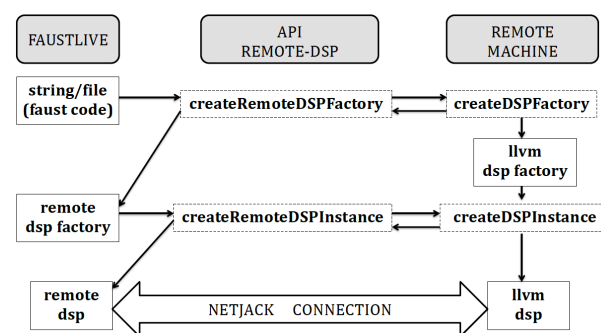 FAUSTLIVE
API
REMOTE-DSP
REMOTE
MACHINE
string/file
(faust code)
createRemoteDSPFactory
createDSPFactory
llvm
dsp factory
remote
dsp factory
createRemoteDSPInstance
createDSPInstance
remote
dsp
NETJACK CONNECTION
llvm
dsp